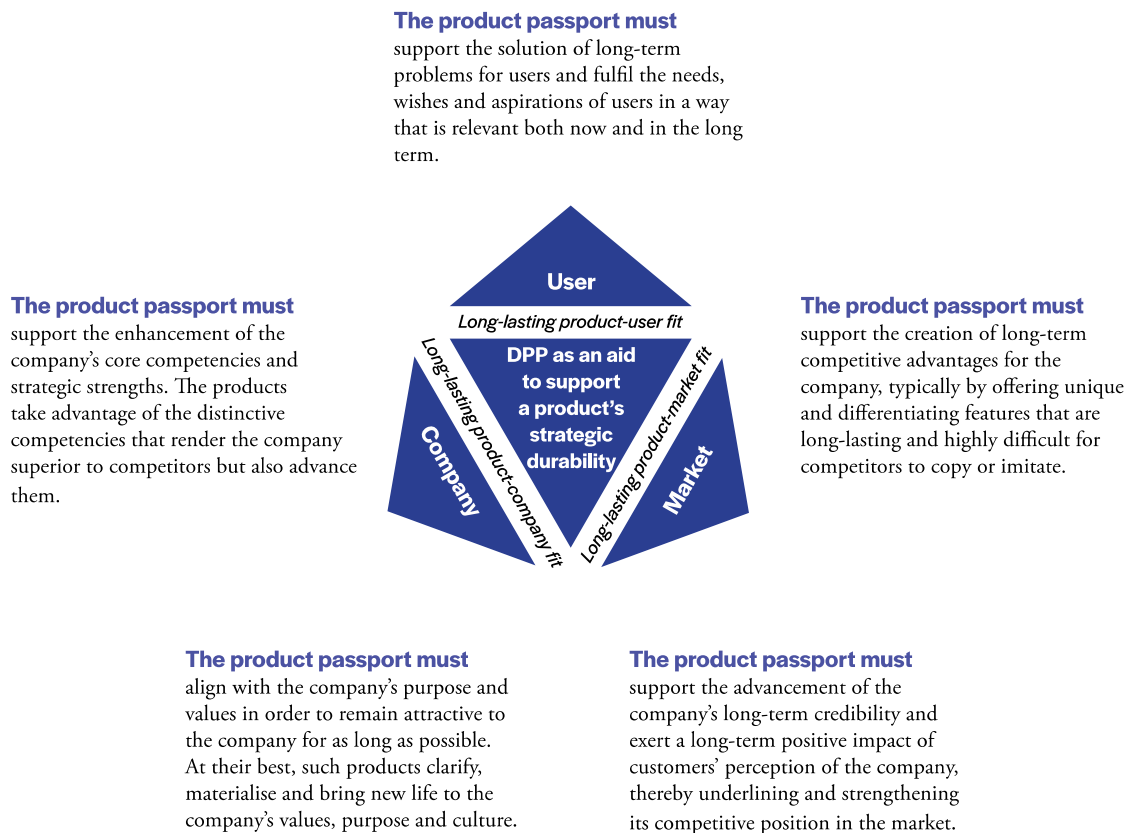 The product passport must
support the solution of long-term
problems for users and fulfil the needs,
wishes and aspirations of users in a way
that is relevant both now and in the long
term.
The product passport must
support the enhancement of the
company's core competencies and
strategic strengths. The products
take advantage of the distinctive
competencies that render the company
superior to competitors but also advance
them.
User
Long-lasting product-user fit
DPP as an aid
to support
a product's
strategic
durability
Long-lasting product-company fit
Company
Long-lasting product-market fit
Market
The product passport must
support the creation of long-term
competitive advantages for the
company, typically by offering unique
and differentiating features that are
long-lasting and highly difficult for
competitors to copy or imitate.
The product passport must
align with the company's purpose and
values in order to remain attractive to
the company for as long as possible.
At their best, such products clarify,
materialise and bring new life to the
company's values, purpose and culture.
The product passport must
support the advancement of the
company's long-term credibility and
exert a long-term positive impact of
customers' perception of the company,
thereby underlining and strengthening
its competitive position in the market.